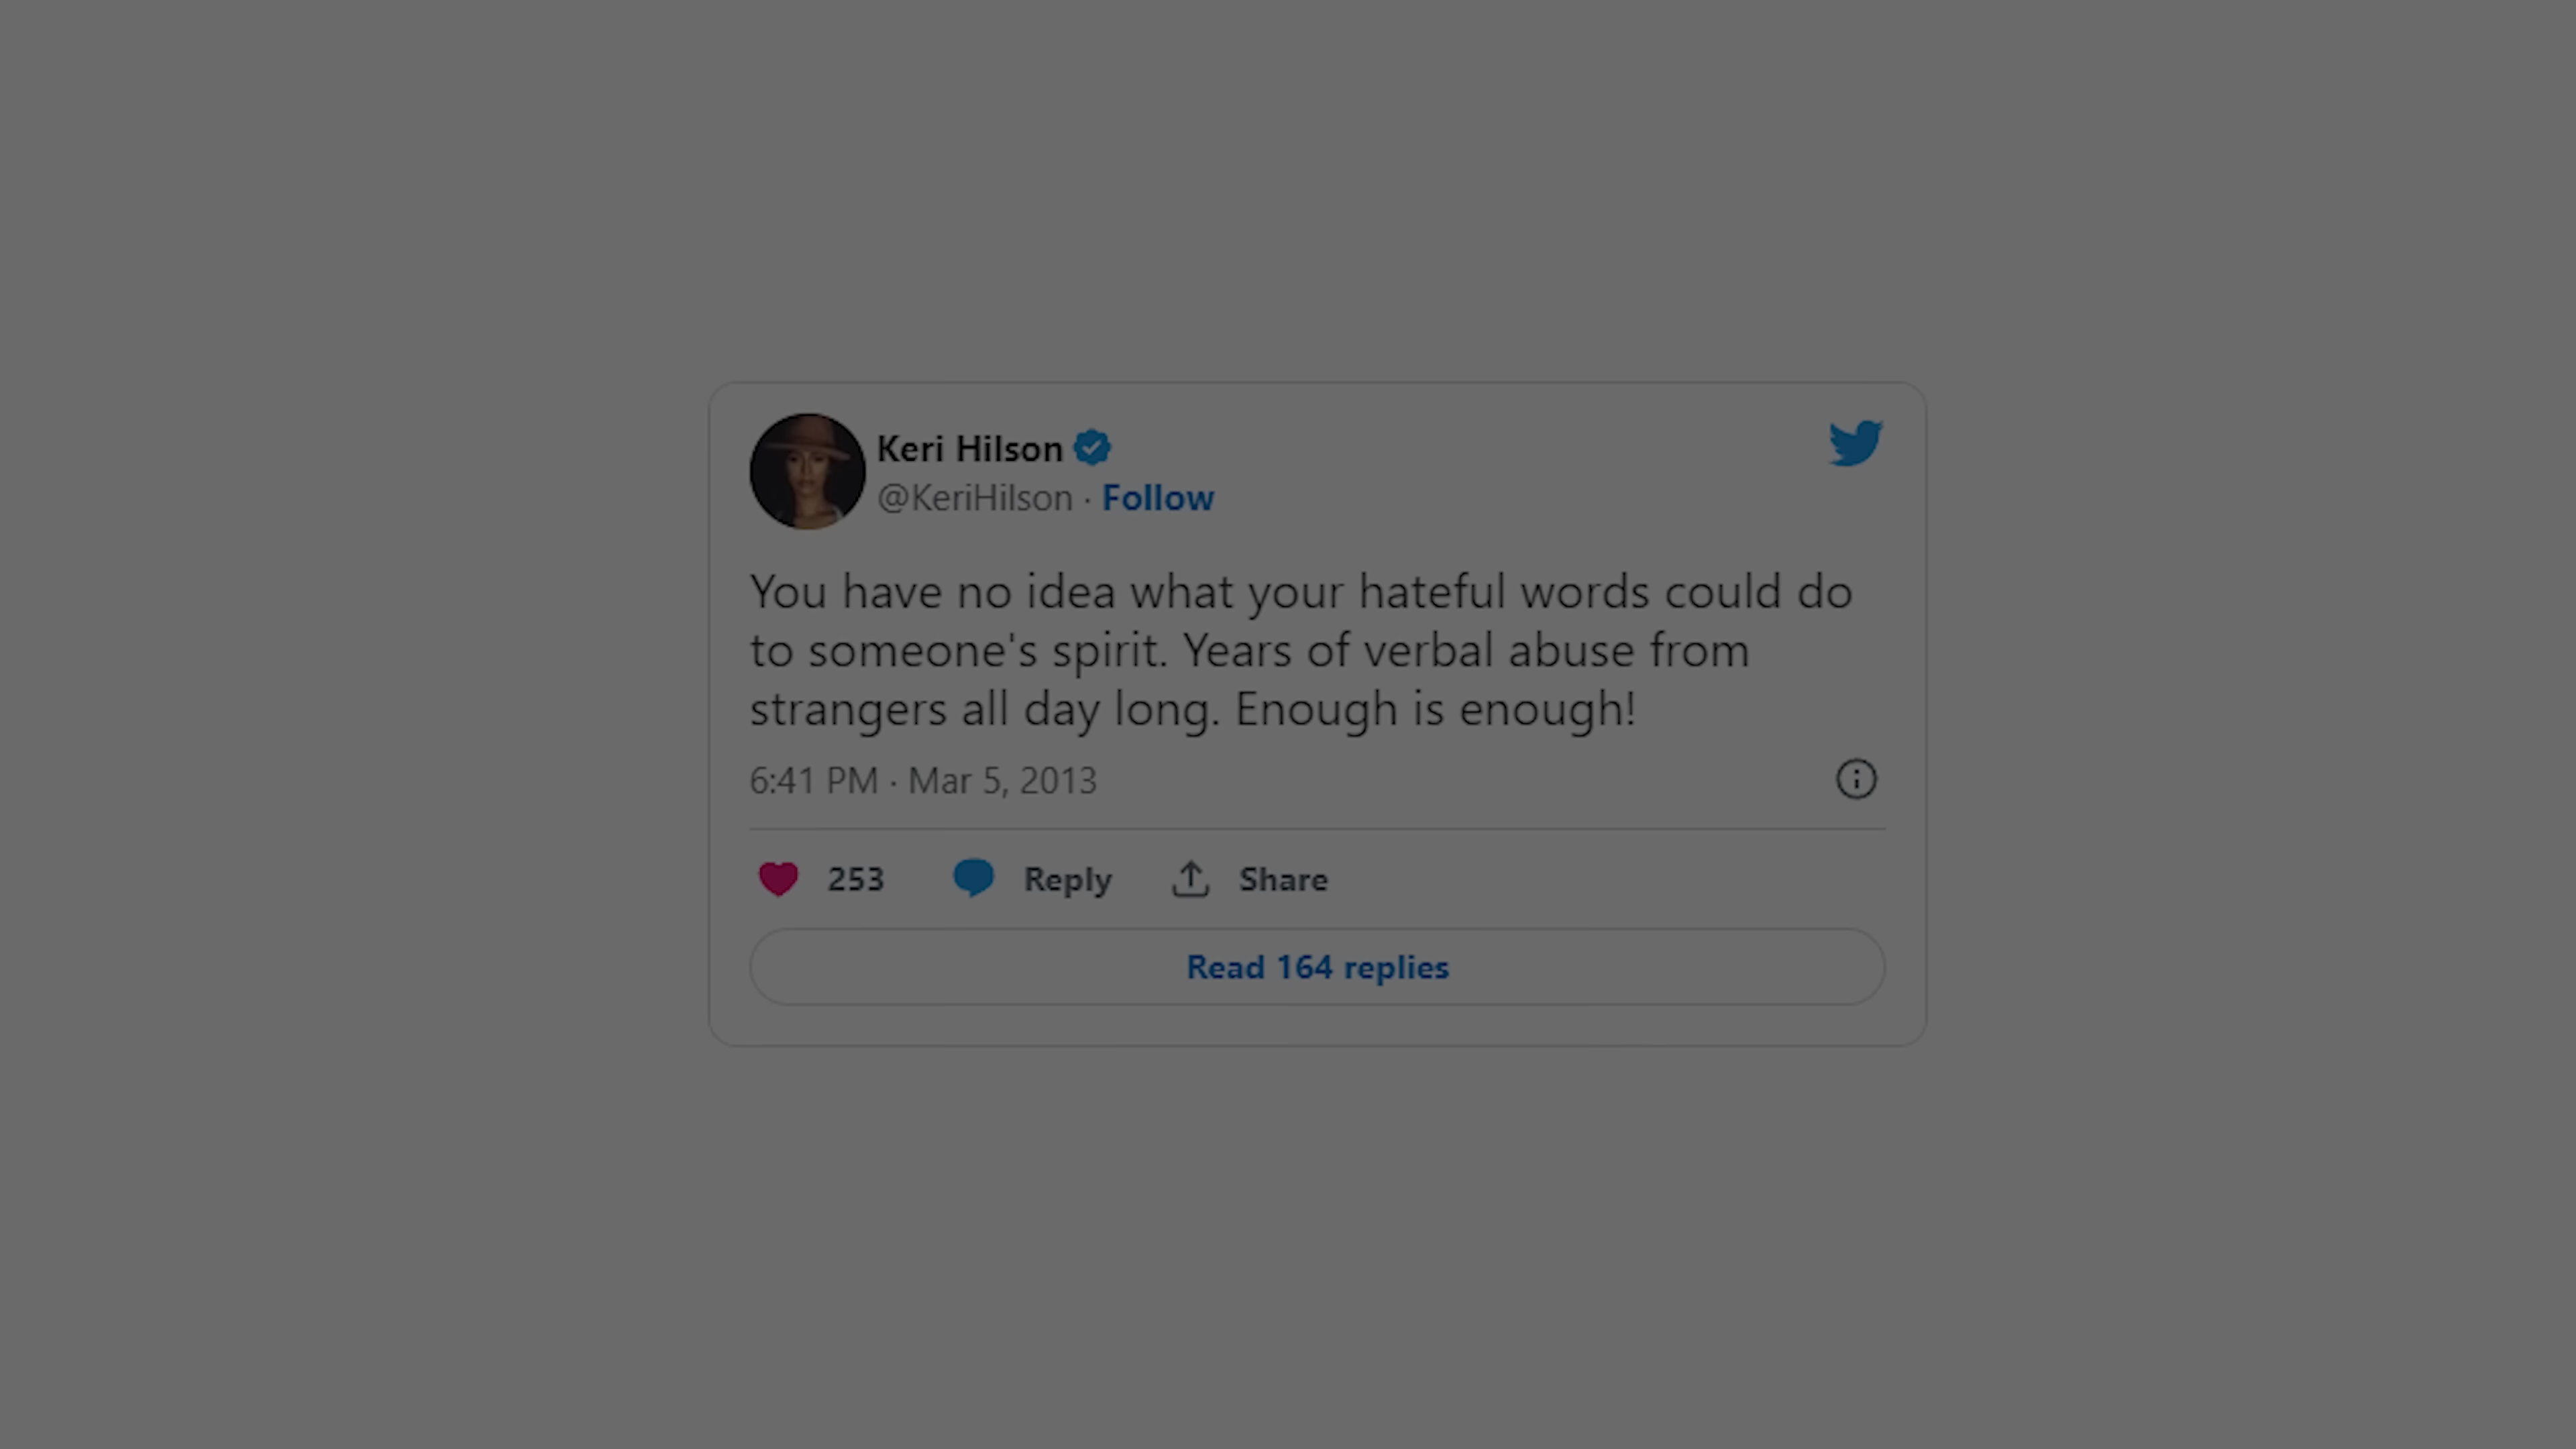 Keri Hilson
@KeriHilson · Follow
You have no idea what your hateful words could do
to someone's spirit. Years of verbal abuse from
strangers all day long. Enough is enough!
6:41 PM · Mar 5, 2013
253 Reply Share
Read 164 replies